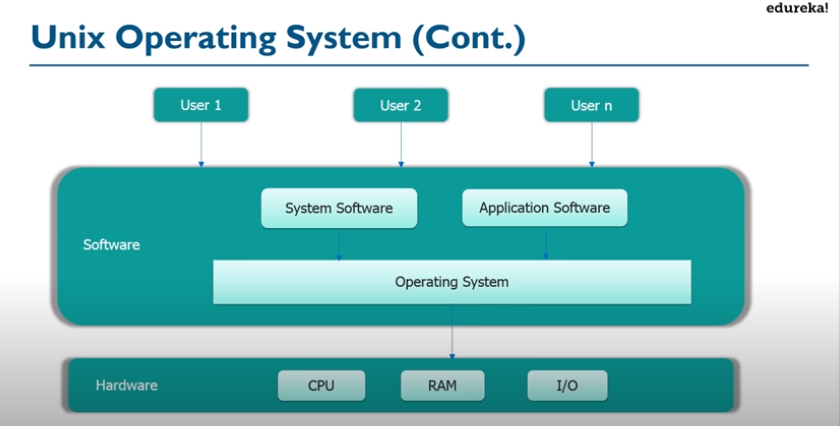 edureka!
Unix Operating System (Cont.)
User 1
User 2
User n
System Software
Application Software
Software
Operating System
Hardware
CPU
RAM
I/O